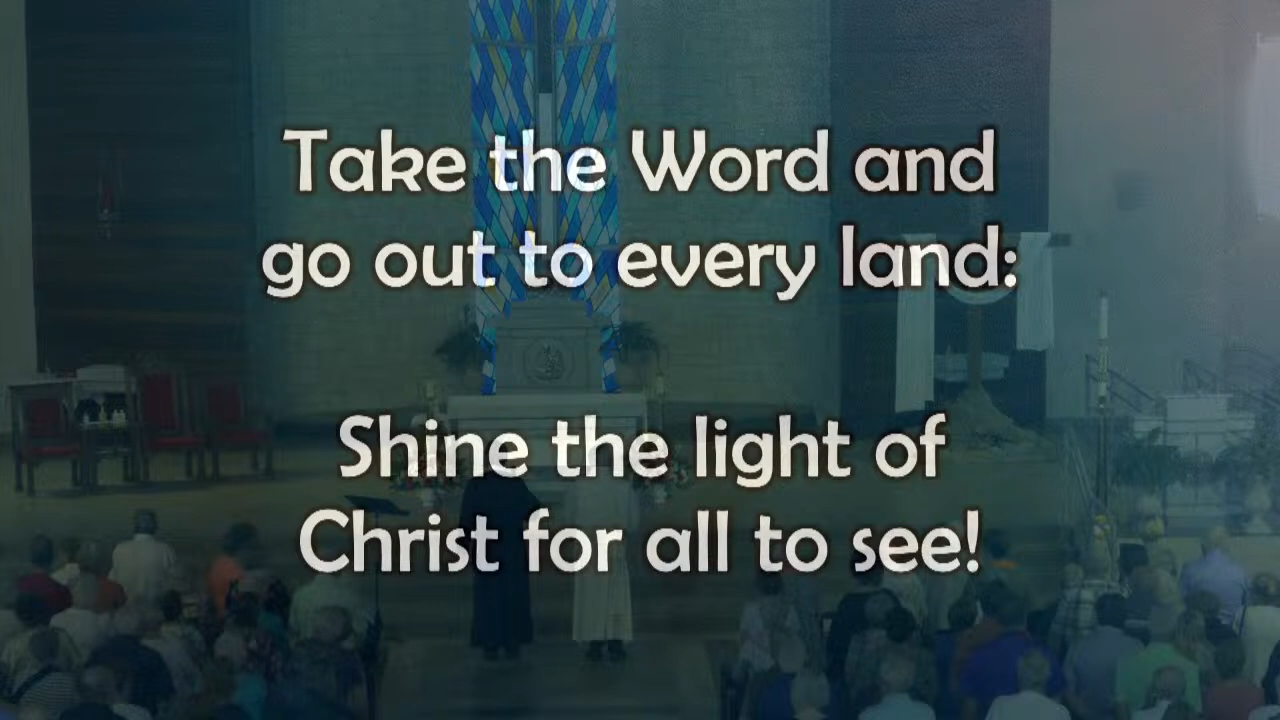 Take the Word and
go out to every land:
Shine the light of
Christ for all to see!